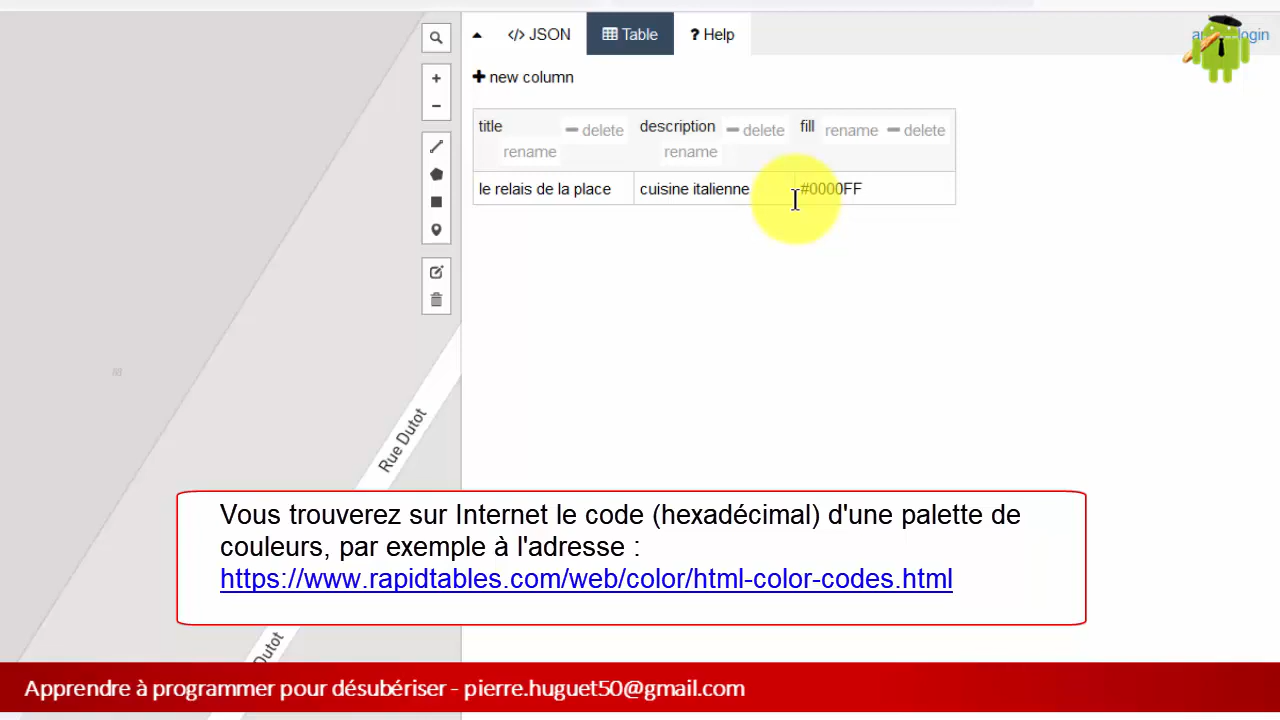 </> JSON
Table
? Help
login
+ new column
title
delete
description
delete
fill
rename
delete
rename
rename
le relais de la place
cuisine italienne
#0000FF
Rue Dutot
Dutot
Vous trouverez sur Internet le code (hexadécimal) d'une palette de
couleurs, par exemple à l'adresse :
https://www.rapidtables.com/web/color/html-color-codes.html
Apprendre à programmer pour désubériser - pierre.huguet50@gmail.com